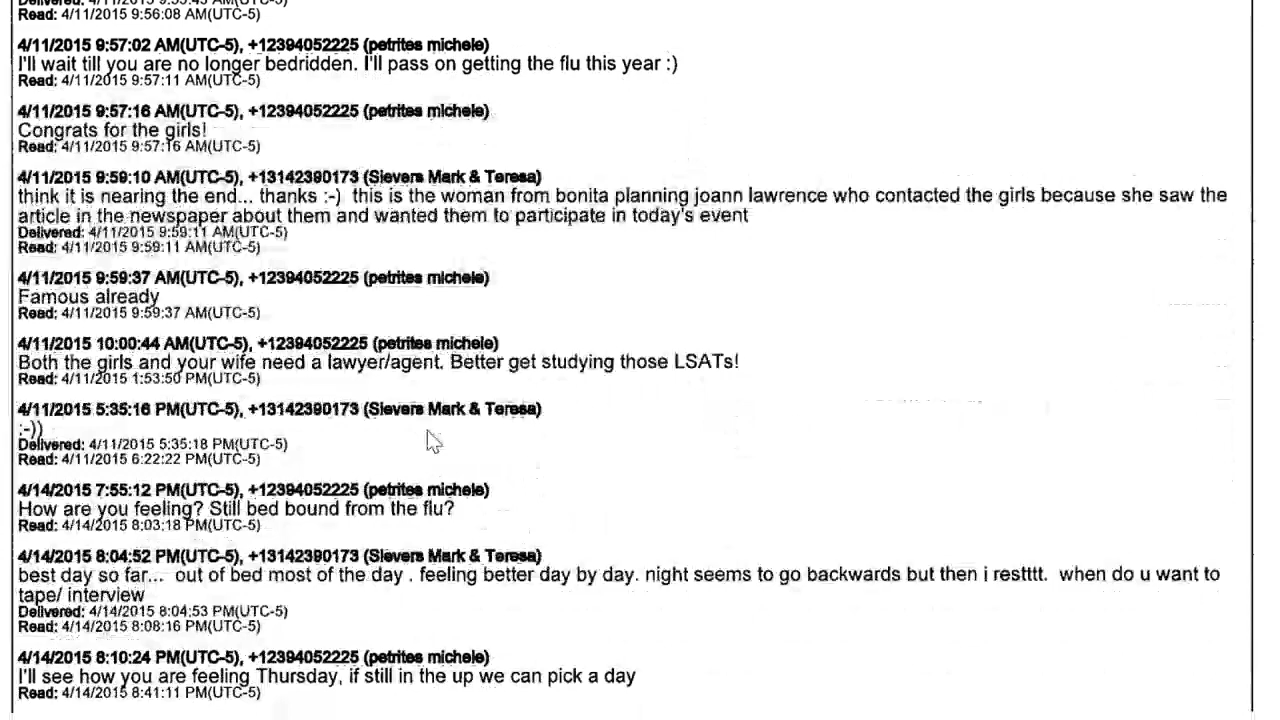 Read: 4/11/2015 9:56:08 AM(UTC-5)
4/11/2015 9:57:02 AM(UTC-5), +12394052225 (petrites michele)
I'll wait till you are no longer bedridden. I'll pass on getting the flu this year :)
Read: 4/11/2015 9:57:11 AM(UTC-5)
4/11/2015 9:57:16 AM(UTC-5), +12394052225 (petrites michele)
Congrats for the girls!
Read: 4/11/2015 9:57:16 AM(UTC-5)
4/11/2015 9:59:10 AM(UTC-5), +13142390173 (Sievers Mark & Teresa)
think it is nearing the end... thanks :-)  this is the woman from bonita planning joann lawrence who contacted the girls because she saw the
article in the newspaper about them and wanted them to participate in today's event
Delivered: 4/11/2015 9:59:11 AM(UTC-5)
Read: 4/11/2015 9:59:11 AM(UTC-5)
4/11/2015 9:59:37 AM(UTC-5), +12394052225 (petrites michele)
Famous already
Read: 4/11/2015 9:59:37 AM(UTC-5)
4/11/2015 10:00:44 AM(UTC-5), +12394052225 (petrites michele)
Both the girls and your wife need a lawyer/agent. Better get studying those LSATs!
Read: 4/11/2015 1:53:50 PM(UTC-5)
4/11/2015 5:35:16 PM(UTC-5), +13142390173 (Sievers Mark & Teresa)
:-))
Delivered: 4/11/2015 5:35:18 PM(UTC-5)
Read: 4/11/2015 6:22:22 PM(UTC-5)
4/14/2015 7:55:12 PM(UTC-5), +12394052225 (petrites michele)
How are you feeling? Still bed bound from the flu?
Read: 4/14/2015 8:03:18 PM(UTC-5)
4/14/2015 8:04:52 PM(UTC-5), +13142390173 (Sievers Mark & Teresa)
best day so far...  out of bed most of the day . feeling better day by day. night seems to go backwards but then i resttttt.  when do u want to
tape/ interview
Delivered: 4/14/2015 8:04:53 PM(UTC-5)
Read: 4/14/2015 8:08:16 PM(UTC-5)
4/14/2015 8:10:24 PM(UTC-5), +12394052225 (petrites michele)
I'll see how you are feeling Thursday, if still in the up we can pick a day
Read: 4/14/2015 8:41:11 PM(UTC-5)